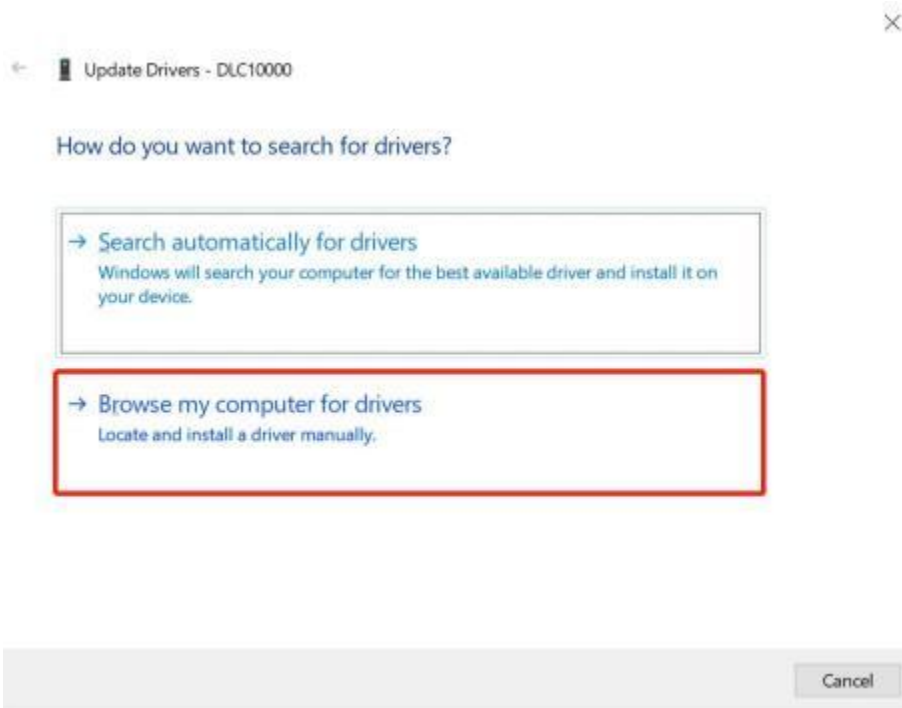 Update Drivers - DLC10000
How do you want to search for drivers?
→ Search automatically for drivers
Windows will search your computer for the best available driver and install it on
your device.
→ Browse my computer for drivers
Locate and install a driver manually.
Cancel